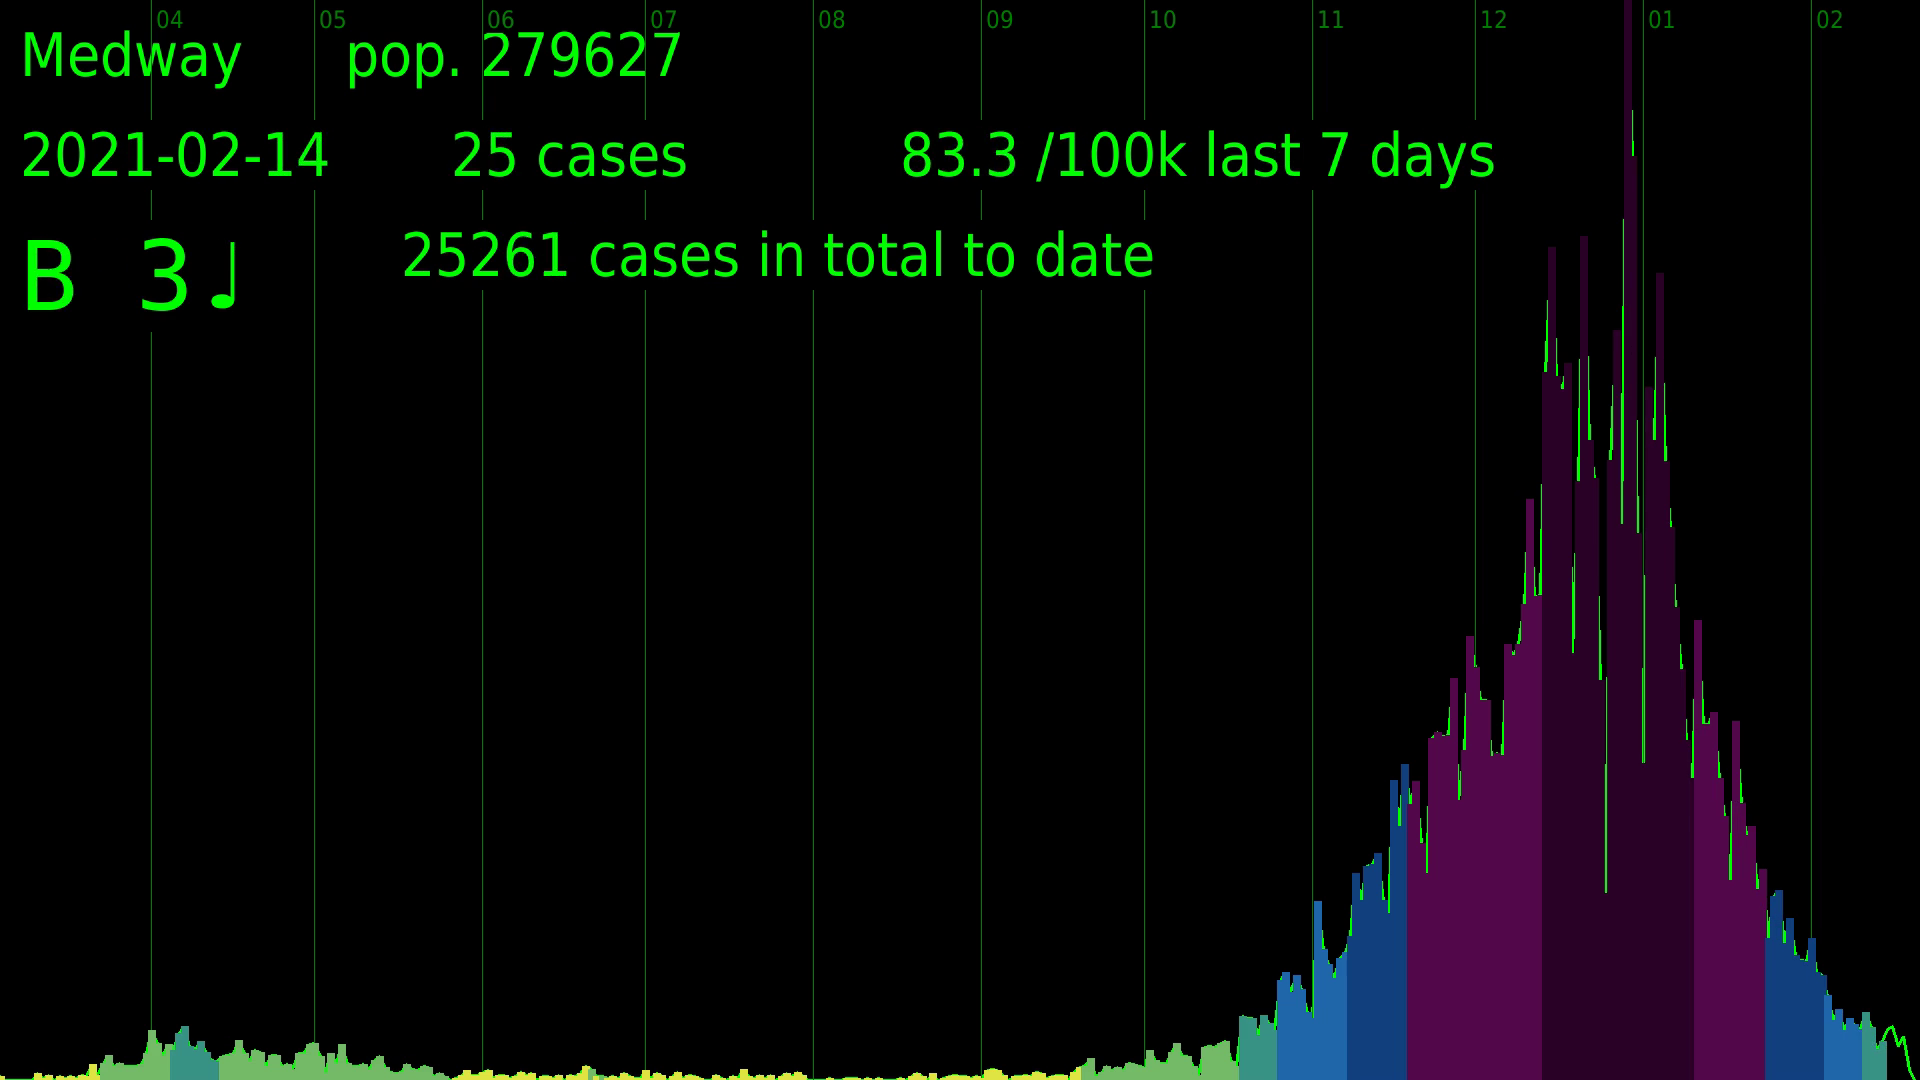 04 05 06 07 08 09 10 11 12 01 02
Medway pop. 279627
2021-02-14 25 cases 83.3 /100k last 7 days
B 3♩ 25261 cases in total to date